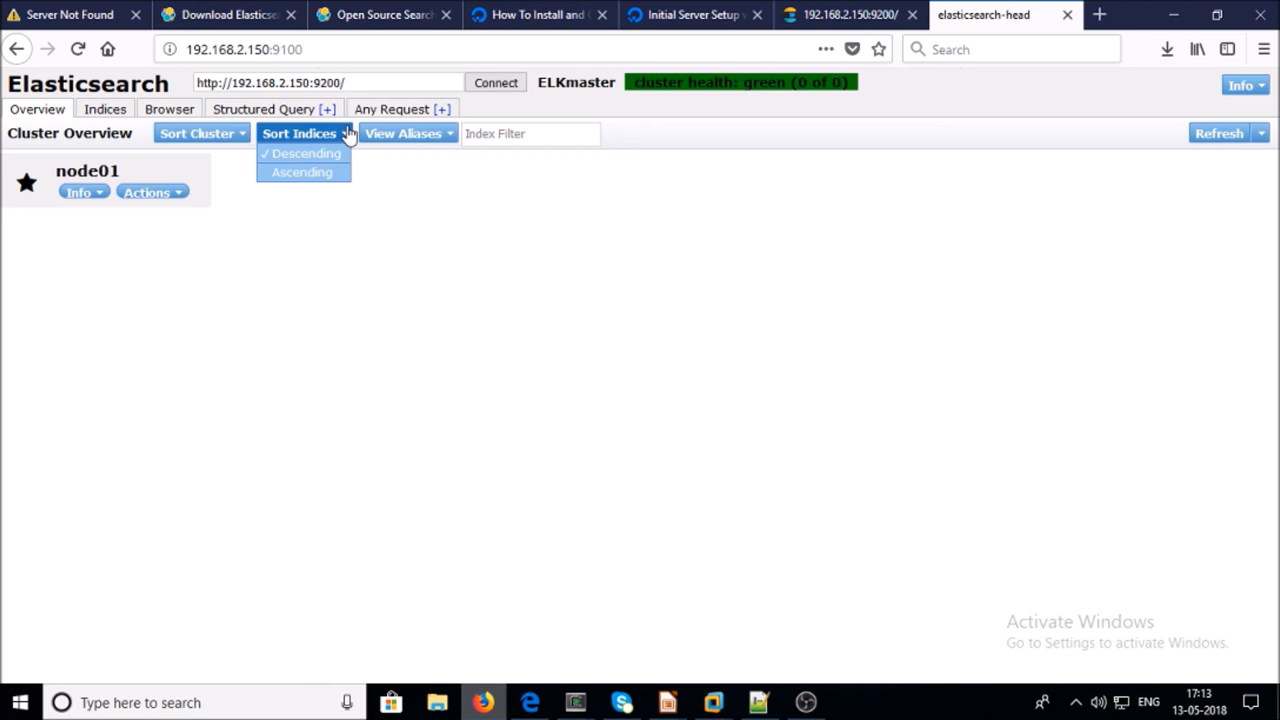 Server Not Found
Download Elasticse
Open Source Search
How To Install and C
Initial Server Setup w
192.168.2.150:9200/
elasticsearch-head
192.168.2.150:9100
Search
Elasticsearch
http://192.168.2.150:9200/
Connect
ELKmaster
cluster health: green (0 of 0)
Info
Overview
Indices
Browser
Structured Query [+]
Any Request [+]
Cluster Overview
Sort Cluster
Sort Indices
View Aliases
Index Filter
Refresh
✓ Descending
Ascending
node01
Info
Actions
Activate Windows
Go to Settings to activate Windows.
Type here to search
ENG
17:13
13-05-2018